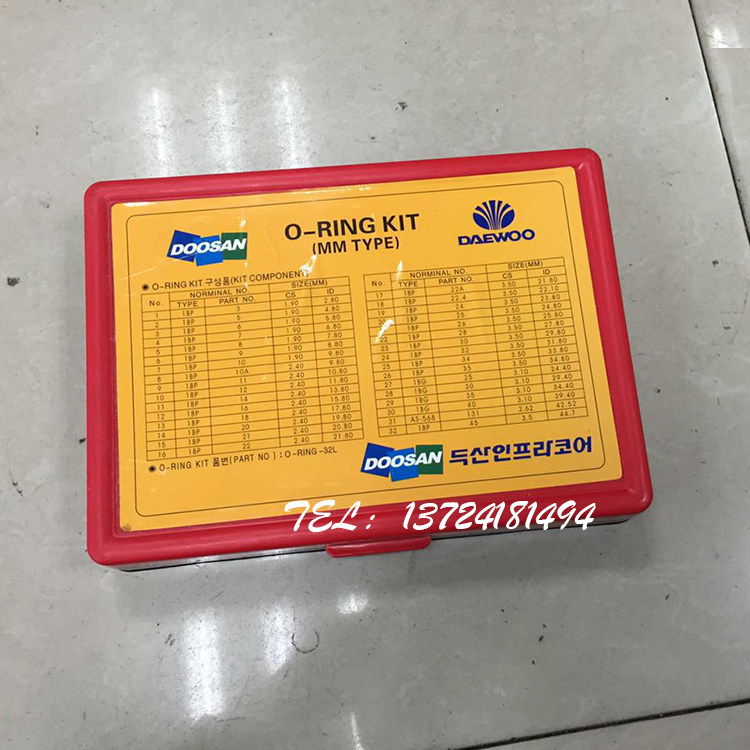 DOOSAN
O-RING KIT
(MM TYPE)
DAEWOO
◉ O-RING KIT 구성품(KIT COMPONENT)
No. NORMINAL NO SIZE(MM)
TYPE PART NO. CS ID
1 1BP 3 1.90 2.80
2 1BP 5 1.90 4.80
3 1BP 6 1.90 5.80
4 1BP 7 1.90 6.80
5 1BP 8 1.90 7.80
6 1BP 9 1.90 8.80
7 1BP 10 1.90 9.80
8 1BP 10A 2.40 9.80
9 1BP 11 2.40 10.80
10 1BP 12 2.40 11.80
11 1BP 14 2.40 13.80
12 1BP 16 2.40 15.80
13 1BP 18 2.40 17.80
14 1BP 20 2.40 19.80
15 1BP 21 2.40 20.80
16 1BP 22 2.40 21.80
No. NORMINAL NO. SIZE(MM)
TYPE PART NO. CS ID
17 1BP 22A 3.50 21.80
18 1BP 22.4 3.50 22.10
19 1BP 24 3.50 23.80
20 1BP 25 3.50 24.80
21 1BP 26 3.50 25.80
22 1BP 28 3.50 27.80
23 1BP 30 3.50 29.80
24 1BP 32 3.50 31.80
25 1BP 34 3.50 33.80
26 1BP 35 3.50 34.80
27 1BG 25 3.10 24.40
28 1BG 30 3.10 29.40
29 1BG 35 3.10 34.40
30 1BG 40 3.10 39.40
31 AS-568 131 2.62 42.52
32 1BP 45 3.5 44.7
◉ O-RING KIT 품번(PART NO) : O-RING-32L
DOOSAN 득산인프라코어
TEL: 13724181494